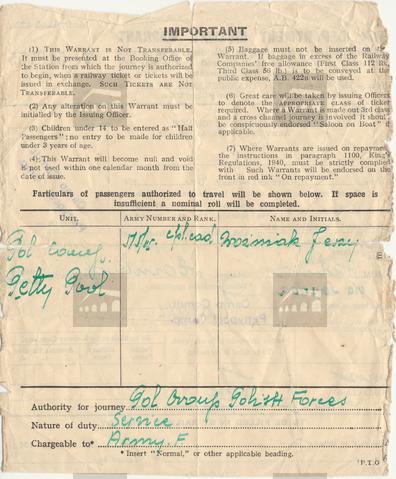 IMPORTANT
(1) THIS WARRANT IS NOT TRANSFERABLE.
It must be presented at the Booking Office of
the Station from which the journey is authorised
to begin, when a railway ticket or tickets will be
issued in exchange. SUCH TICKETS ARE NOT
TRANSFERABLE.
(2) Any alteration on this Warrant must be
initialled by the Issuing Officer.
(3) Children under 14 to be entered as "Half
Passengers"; no entry to be made for children
under 3 years of age.
(4) This Warrant will become null and void
if not used within one calendar month from the
date of issue.
(5) Baggage must not be inserted on the
Warrant. If baggage in excess of the Railway
Companies' free allowance (First Class 112 lb.,
Third Class 56 lb.) is to be conveyed at the
public expense, A.B. 422a will be used.
(6) Great care will be taken by issuing Officers
to denote the APPROPRIATE CLASS of ticket
required. Where a Warrant is made out 3rd class
and a cross channel journey is involved it should
be conspicuously endorsed "Saloon on Boat" if
applicable.
(7) Where warrants are issued on repayment
the instructions in paragraph 1100, King's
Regulations, 1940, must be strictly complied
with. Such Warrants will be endorsed on the
front in red ink "On repayment."
Particulars of passengers authorized to travel will be shown below. If space is
insufficient a nominal roll will be completed.
UNIT. ARMY NUMBER AND RANK. NAME AND INITIALS.
Pol Woźniak Jerzy
Petty Pool
Authority for journey Pol Group Polish Forces
Nature of duty Service
Chargeable to* Army. F
* Insert "Normal," or other applicable heading.
P.T.O